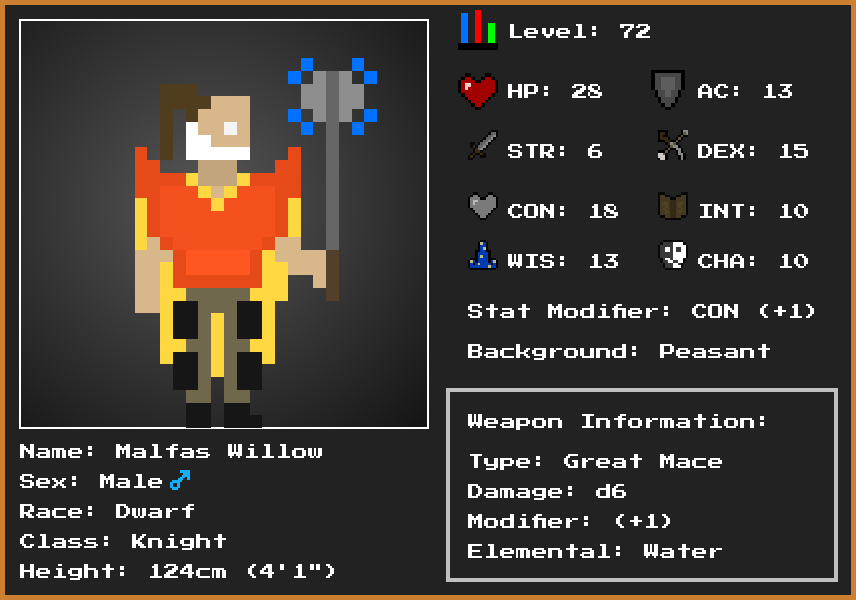 Level: 72
HP: 28 AC: 13
STR: 6 DEX: 15
CON: 18 INT: 10
WIS: 13 CHA: 10
Stat Modifier: CON (+1)
Background: Peasant
Weapon Information:
Type: Great Mace
Damage: d6
Modifier: (+1)
Elemental: Water
Name: Malfas Willow
Sex: Male♂
Race: Dwarf
Class: Knight
Height: 124cm (4'1")